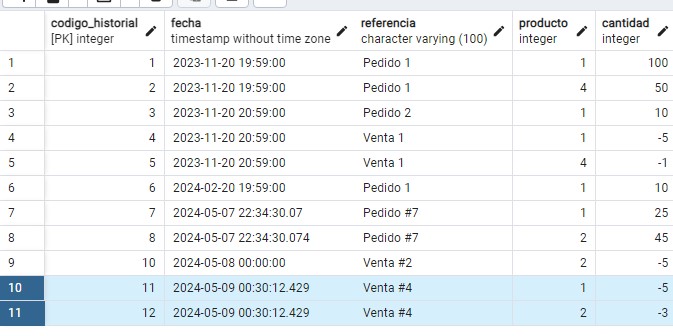 codigo_historial fecha referencia producto cantidad
[PK] integer timestamp without time zone character varying (100) integer integer
1 1 2023-11-20 19:59:00 Pedido 1 1 100
2 2 2023-11-20 19:59:00 Pedido 1 4 50
3 3 2023-11-20 20:59:00 Pedido 2 1 10
4 4 2023-11-20 20:59:00 Venta 1 1 -5
5 5 2023-11-20 20:59:00 Venta 1 4 -1
6 6 2024-02-20 19:59:00 Pedido 1 1 10
7 7 2024-05-07 22:34:30.07 Pedido #7 1 25
8 8 2024-05-07 22:34:30.074 Pedido #7 2 45
9 10 2024-05-08 00:00:00 Venta #2 2 -5
10 11 2024-05-09 00:30:12.429 Venta #4 1 -5
11 12 2024-05-09 00:30:12.429 Venta #4 2 -3